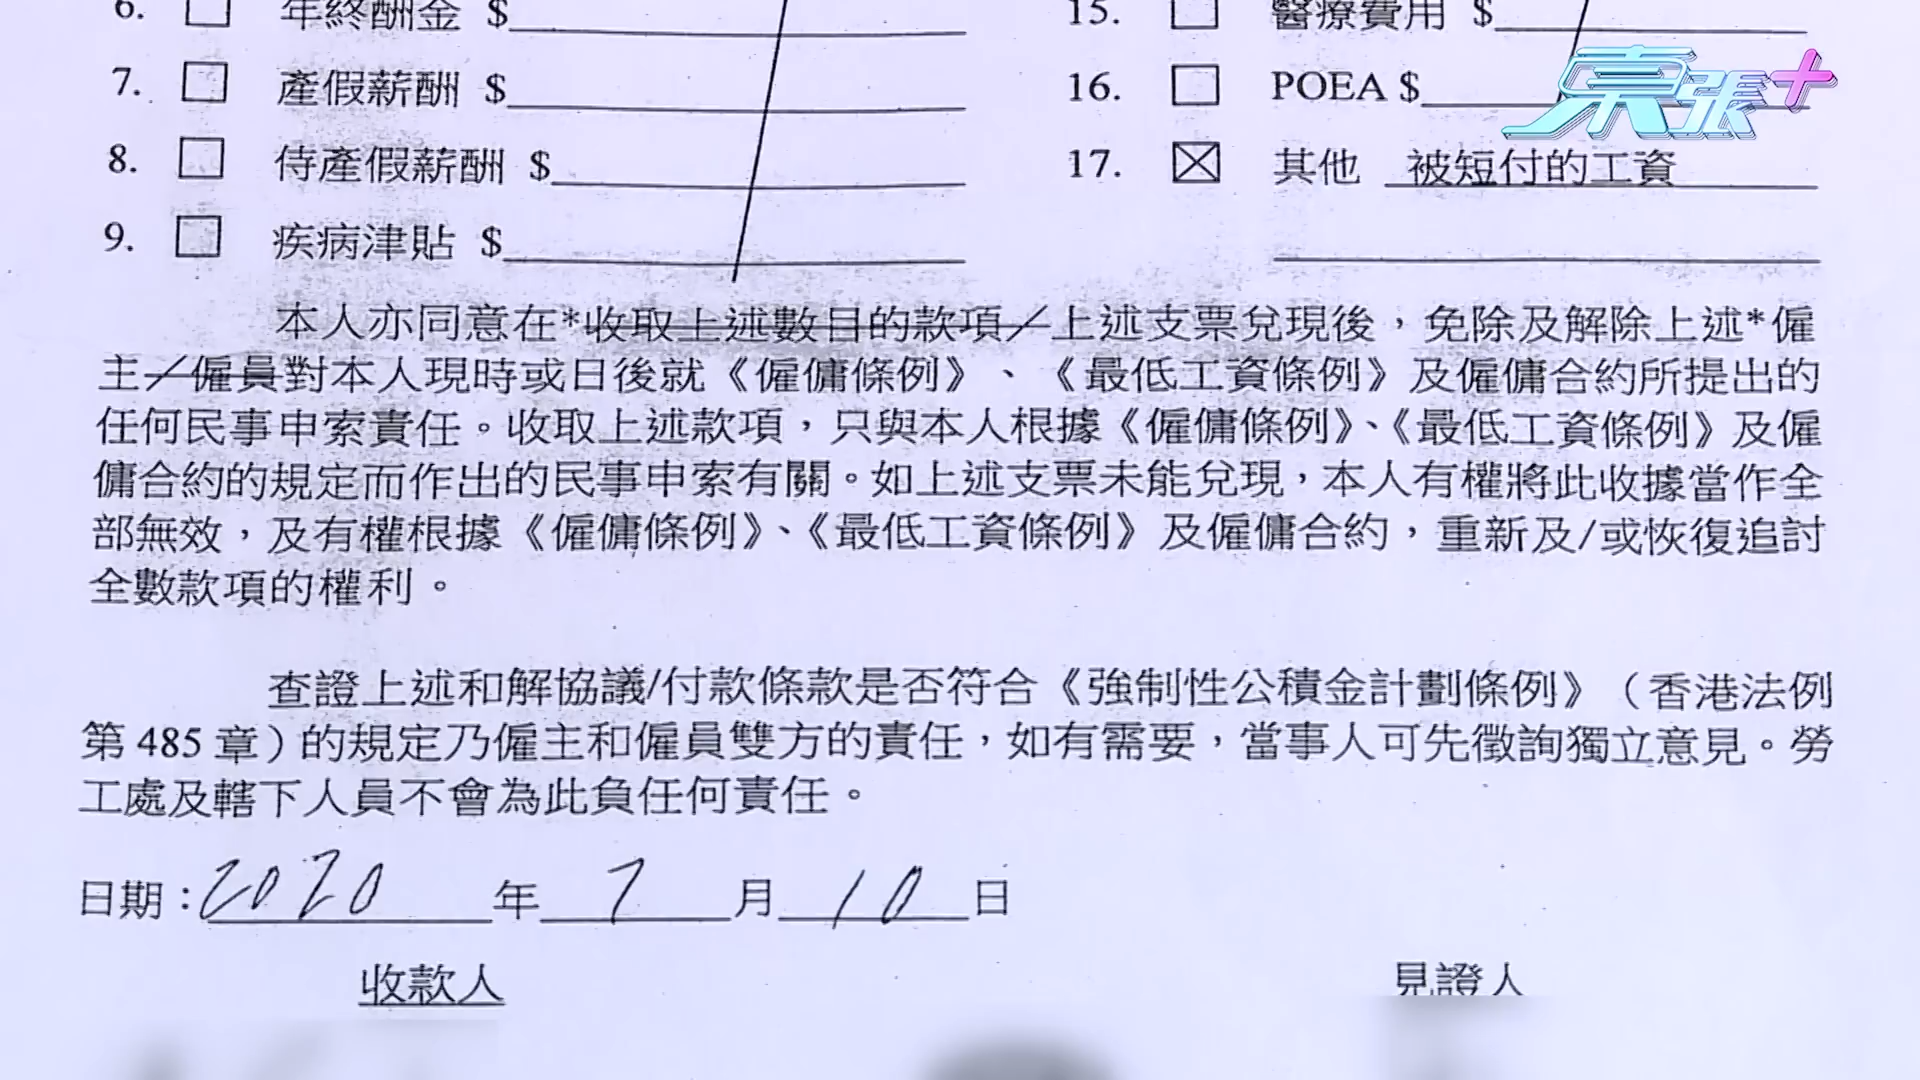 6. 年終酬金 $
7. 產假薪酬 $
8. 侍產假薪酬 $
9. 疾病津貼 $
15. 醫療費用 $
16. POEA $
17. 其他 被短付的工資
東張+
本人亦同意在*收取上述數目的款項/上述支票兌現後，免除及解除上述*僱
主/僱員對本人現時或日後就《僱傭條例》、《最低工資條例》及僱傭合約所提出的
任何民事申索責任。收取上述款項，只與本人根據《僱傭條例》、《最低工資條例》及僱
傭合約的規定而作出的民事申索有關。如上述支票未能兌現，本人有權將此收據當作全
部無效，及有權根據《僱傭條例》、《最低工資條例》及僱傭合約，重新及/或恢復追討
全數款項的權利。
查證上述和解協議/付款條款是否符合《強制性公積金計劃條例》（香港法例
第 485 章）的規定乃僱主和僱員雙方的責任，如有需要，當事人可先徵詢獨立意見。勞
工處及轄下人員不會為此負任何責任。
日期：2020 年 7 月 10 日
收款人
見證人